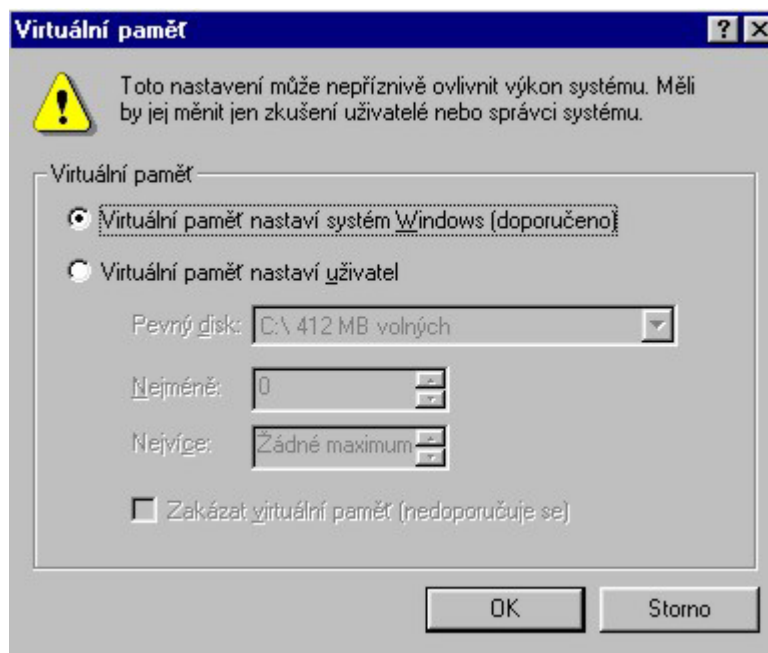 Virtuální paměť
Toto nastavení může nepříznivě ovlivnit výkon systému. Měli
by jej měnit jen zkušení uživatelé nebo správci systému.
Virtuální paměť
Virtuální paměť nastaví systém Windows (doporučeno)
Virtuální paměť nastaví uživatel
Pevný disk: C:\ 412 MB volných
Nejméně: 0
Nejvíce: Žádné maximum
Zakázat virtuální paměť (nedoporučuje se)
OK Storno